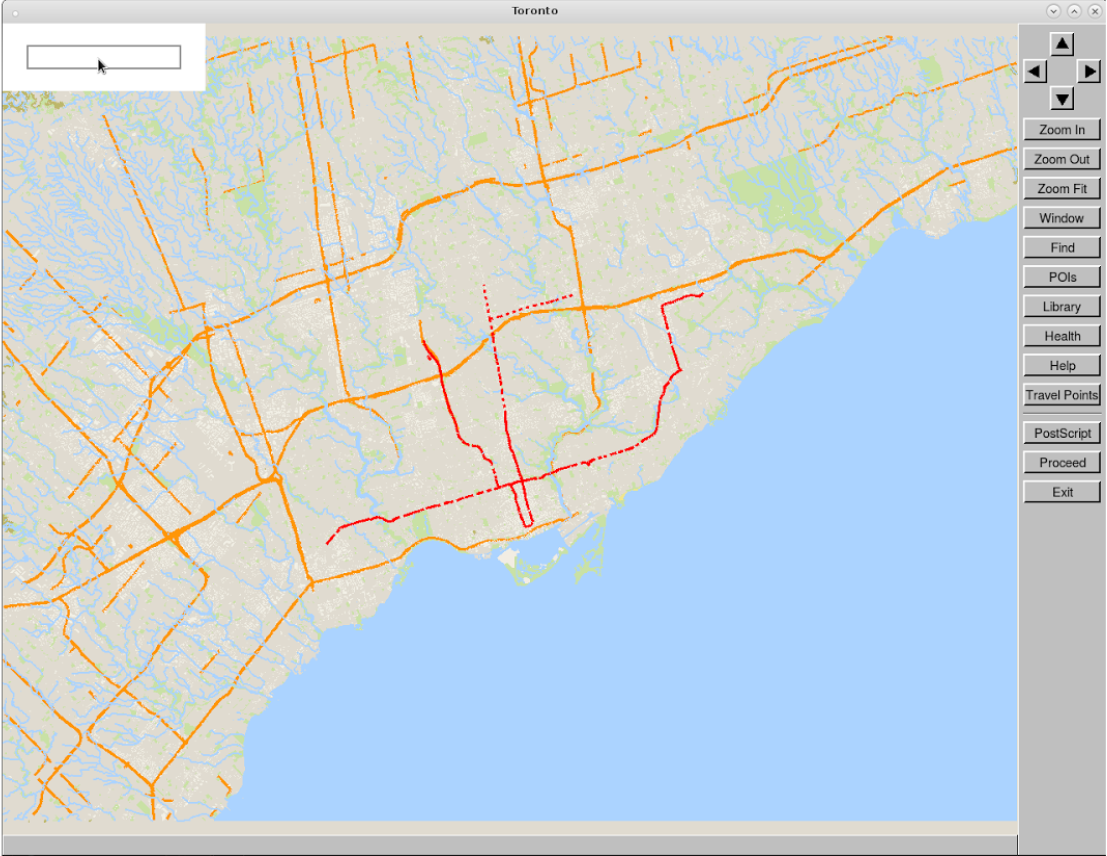 Toronto
Zoom In
Zoom Out
Zoom Fit
Window
Find
POIs
Library
Health
Help
Travel Points
PostScript
Proceed
Exit